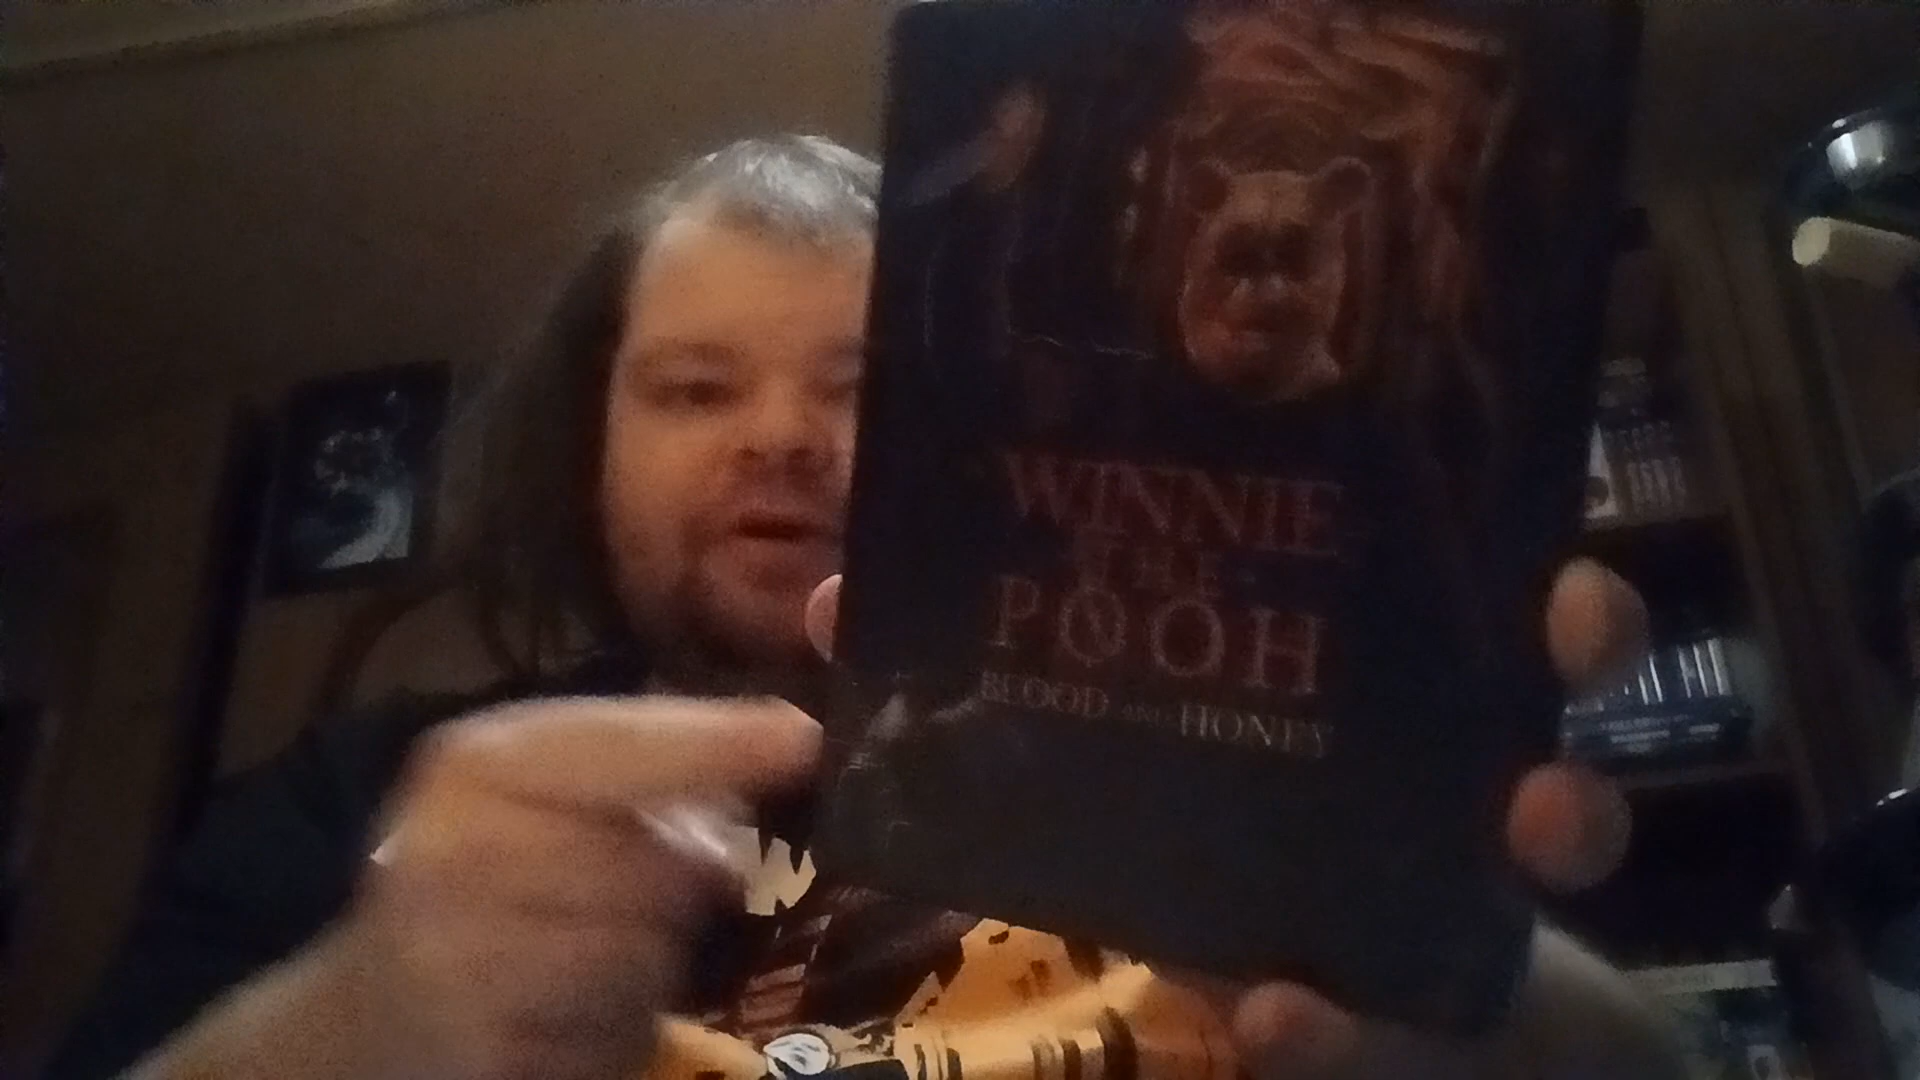 WINNIE-
THE-
POOH
BLOOD AND HONEY